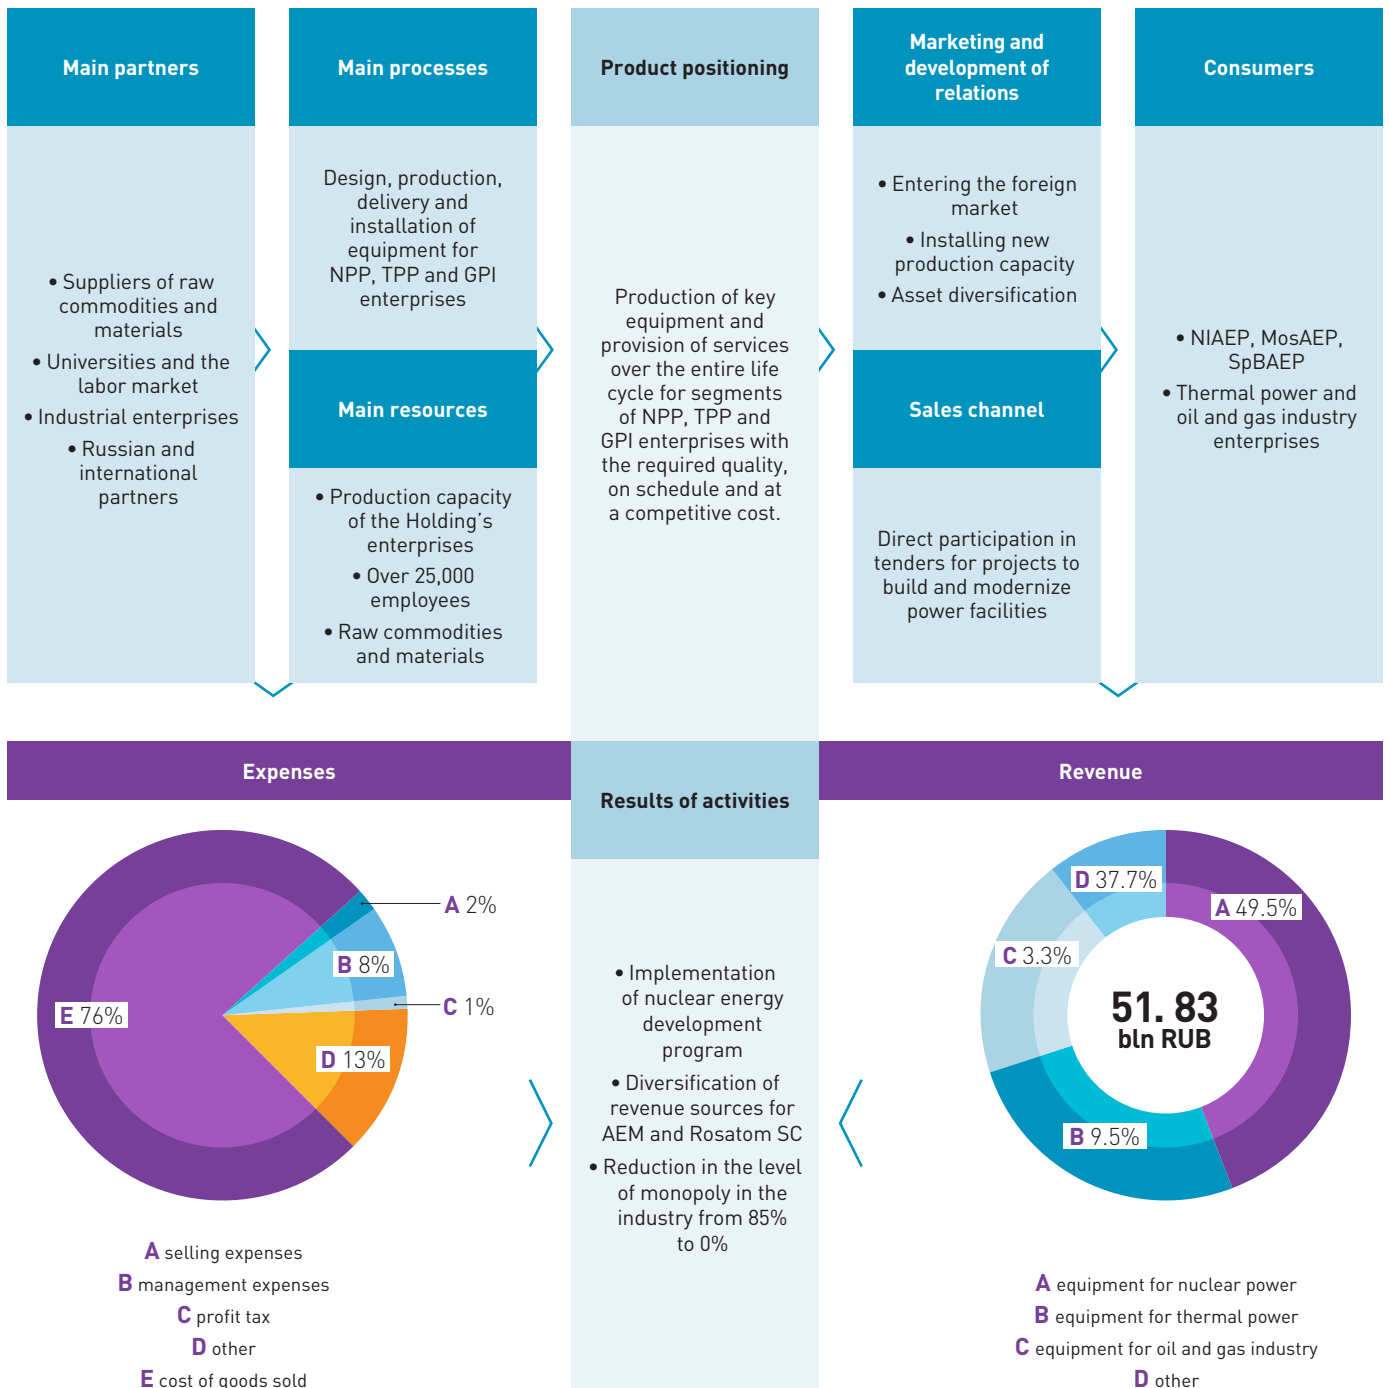 Main partners
• Suppliers of raw
commodities and
materials
• Universities and the
labor market
• Industrial enterprises
• Russian and
international
partners
Main processes
Design, production,
delivery and
installation of
equipment for
NPP, TPP and GPI
enterprises
Main resources
• Production capacity
of the Holding's
enterprises
• Over 25,000
employees
• Raw commodities
and materials
Product positioning
Production of key
equipment and
provision of services
over the entire life
cycle for segments
of NPP, TPP and
GPI enterprises with
the required quality,
on schedule and at
a competitive cost.
Marketing and
development of
relations
• Entering the foreign
market
• Installing new
production capacity
• Asset diversification
Sales channel
Direct participation in
tenders for projects to
build and modernize
power facilities
Consumers
• NIAEP, MosAEP,
SpBAEP
• Thermal power and
oil and gas industry
enterprises
Expenses
A 2%
B 8%
C 1%
D 13%
E 76%
A selling expenses
B management expenses
C profit tax
D other
E cost of goods sold
Results of activities
• Implementation
of nuclear energy
development
program
• Diversification of
revenue sources for
AEM and Rosatom SC
• Reduction in the level
of monopoly in the
industry from 85%
to 0%
Revenue
D 37.7%
A 49.5%
C 3.3%
51. 83
bln RUB
B 9.5%
A equipment for nuclear power
B equipment for thermal power
C equipment for oil and gas industry
D other